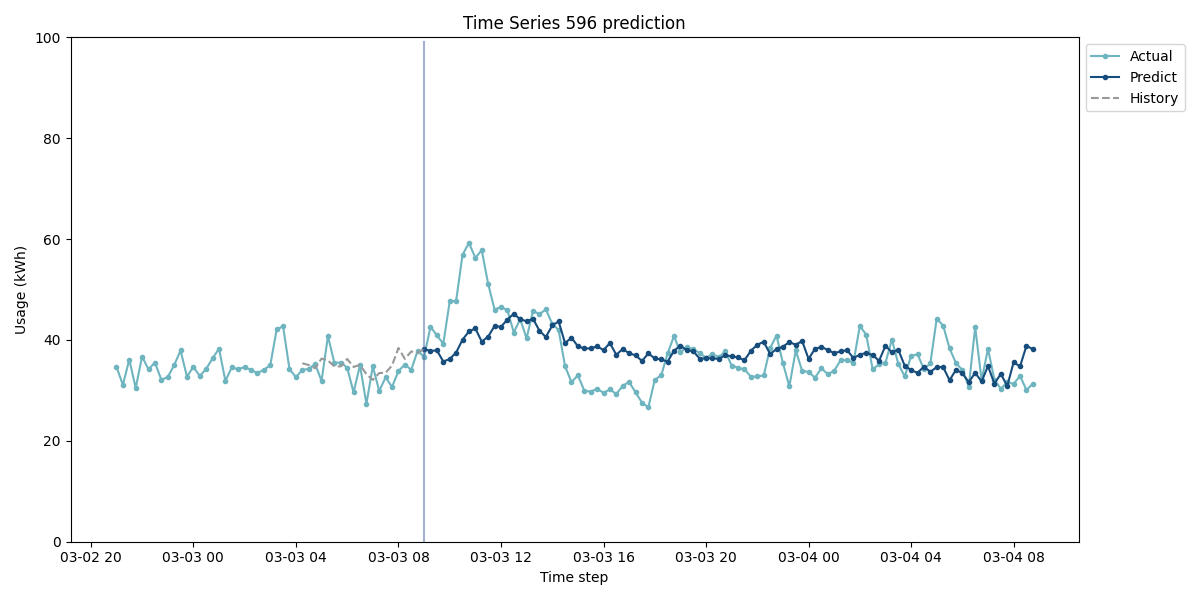 Time Series 596 prediction
100
80
60
40
20
0
Usage (kWh)
03-02 20 03-03 00 03-03 04 03-03 08 03-03 12 03-03 16 03-03 20 03-04 00 03-04 04 03-04 08
Time step
Actual
Predict
History